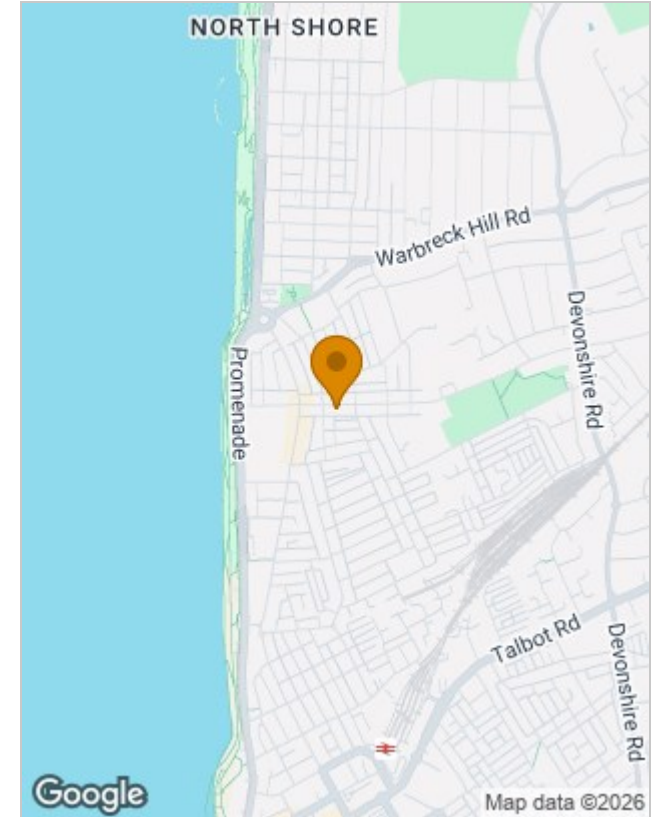 NORTH SHORE
Warbreck Hill Rd
Devonshire Rd
Promenade
Talbot Rd
Devonshire Rd
Google
Map data ©2026